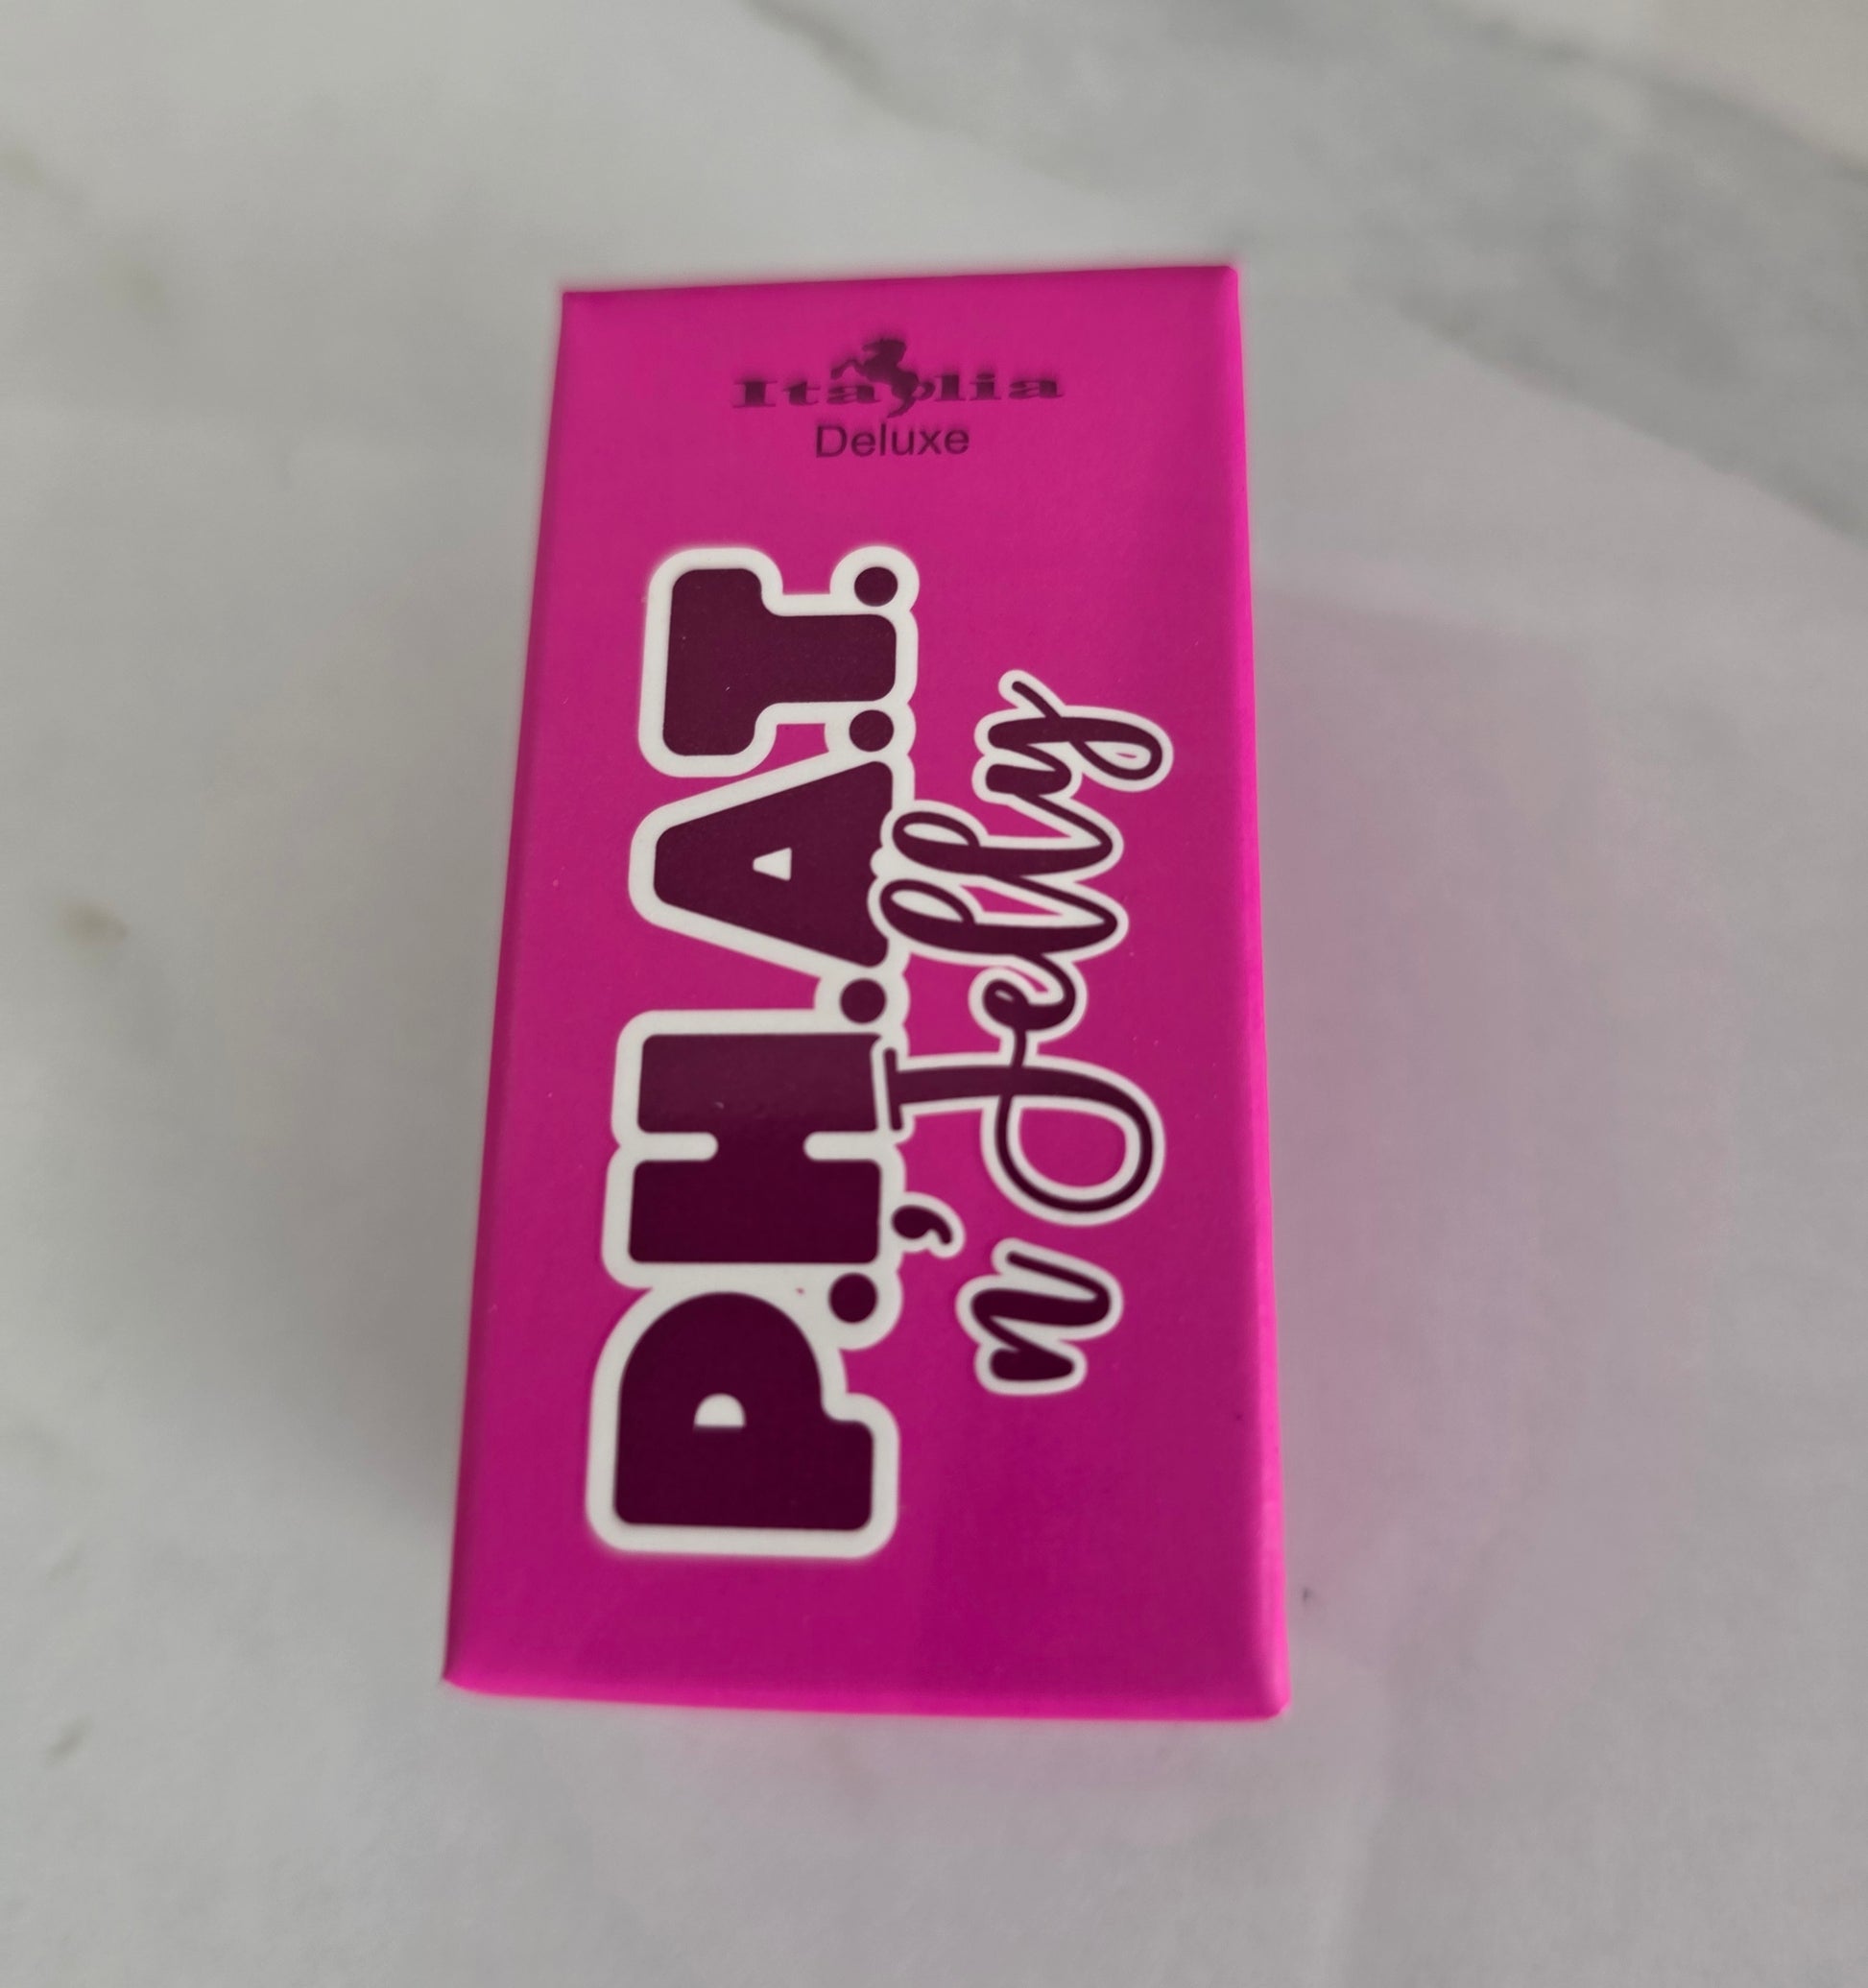 Italia
Deluxe
P.H.A.T.
'n Jelly